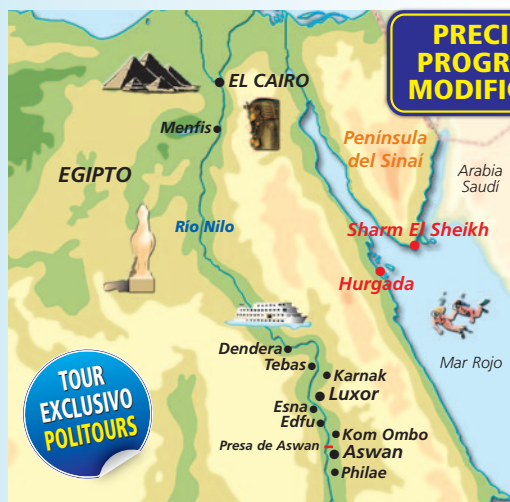 PRECI
PROGR
MODIFI
EL CAIRO
Menfis
Península
del Sinaí
Arabia
Saudí
EGIPTO
Río Nilo
Sharm El Sheikh
Hurgada
Mar Rojo
Dendera
Tebas
Karnak
Luxor
Esna
Edfu
Kom Ombo
Presa de Aswan
Aswan
Philae
TOUR
EXCLUSIVO
POLITOURS